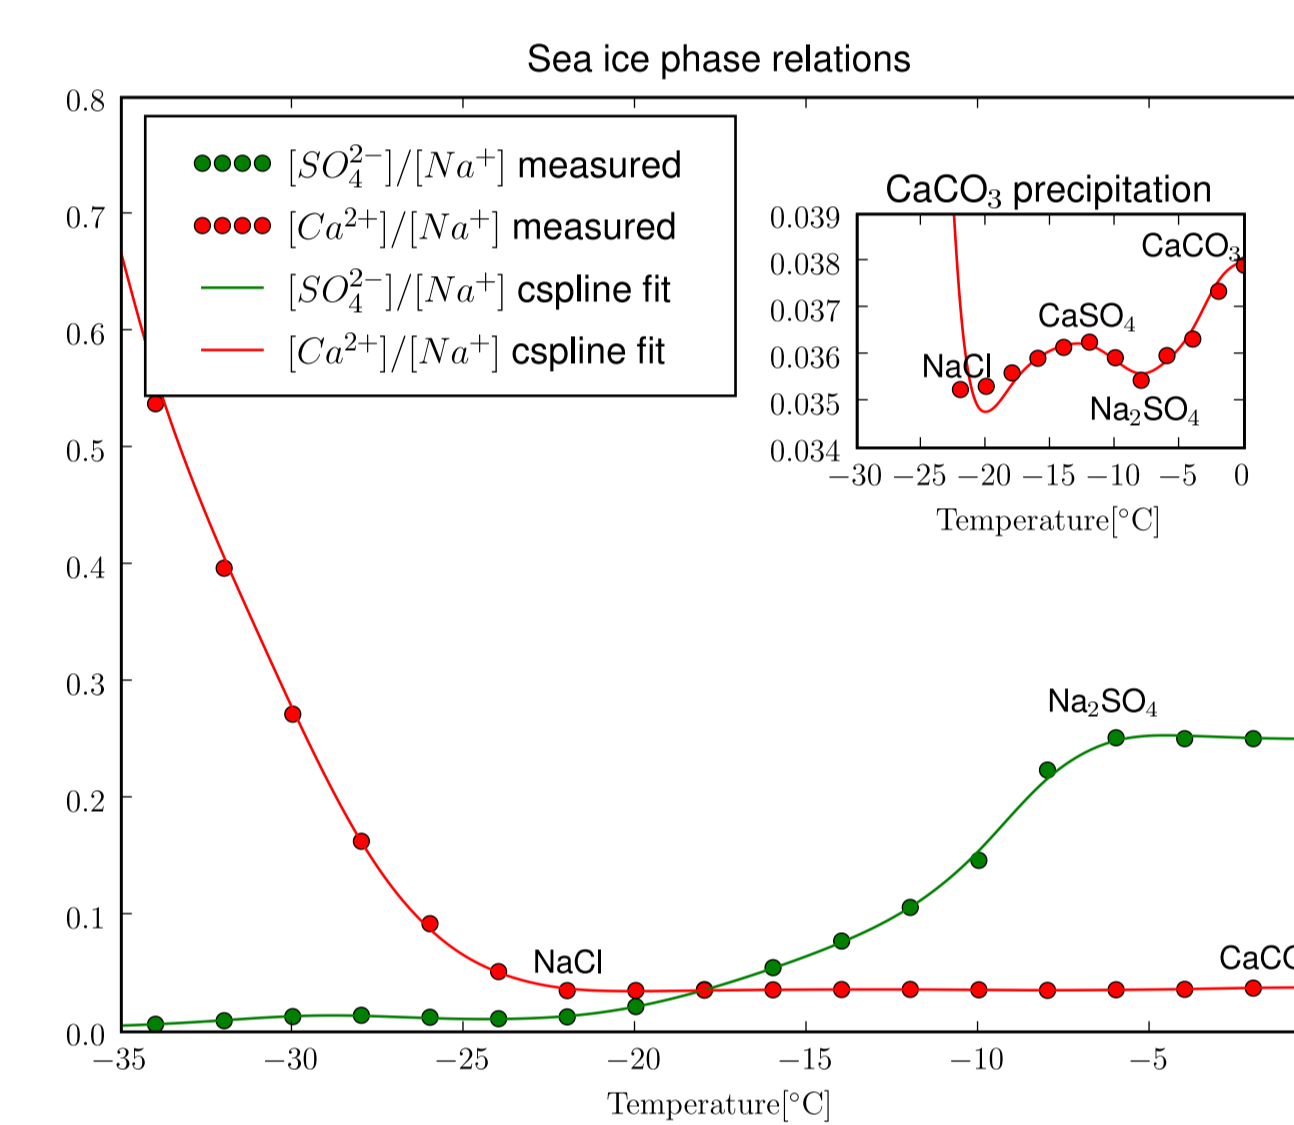 Sea ice phase relations
0.8
0.7
0.6
0.5
0.4
0.3
0.2
0.1
0.0
[SO₄²⁻]/[Na⁺] measured
[Ca²⁺]/[Na⁺] measured
[SO₄²⁻]/[Na⁺] cspline fit
[Ca²⁺]/[Na⁺] cspline fit
CaCO₃ precipitation
0.039
0.038
0.037
0.036
0.035
0.034
CaCO₃
CaSO₄
NaCl
Na₂SO₄
−30 −25 −20 −15 −10 −5 0
Temperature[°C]
Na₂SO₄
NaCl
CaCO
−35 −30 −25 −20 −15 −10 −5
Temperature[°C]